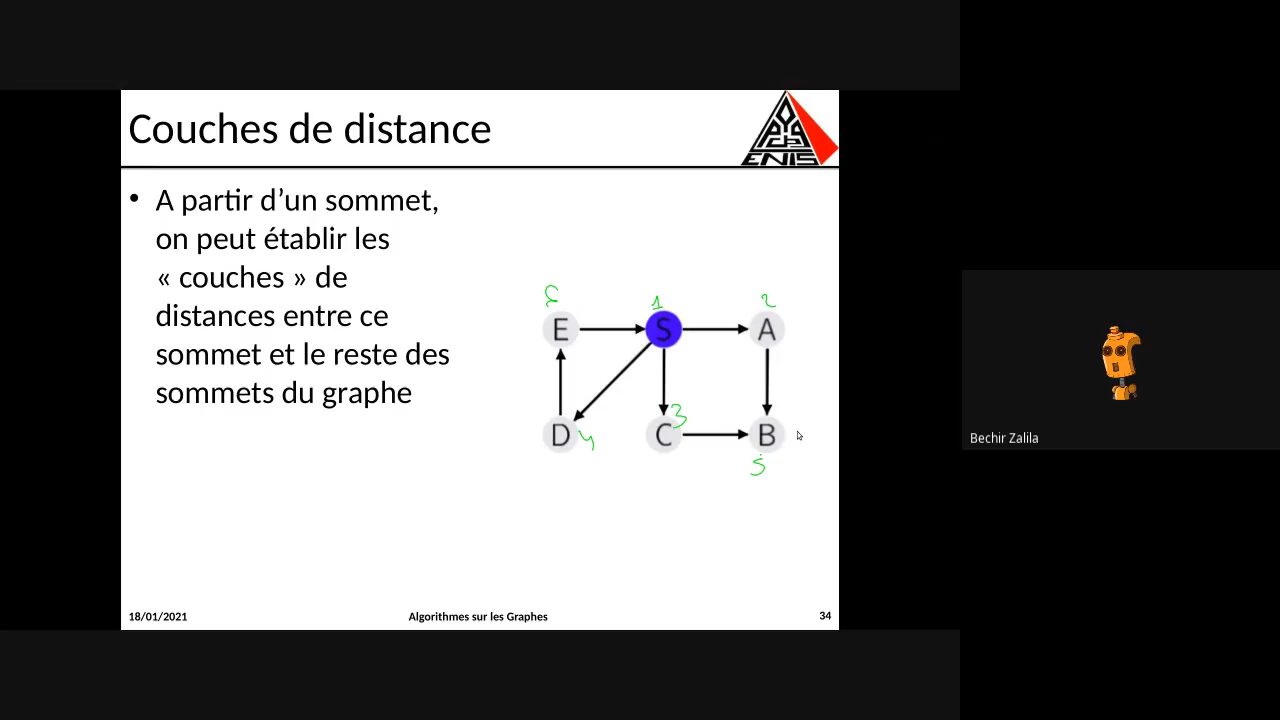 Couches de distance
ENIS
• A partir d’un sommet,
on peut établir les
« couches » de
distances entre ce
sommet et le reste des
sommets du graphe
1 2
E S A
3
D 4 C B
5
Bechir Zalila
18/01/2021 Algorithmes sur les Graphes 34